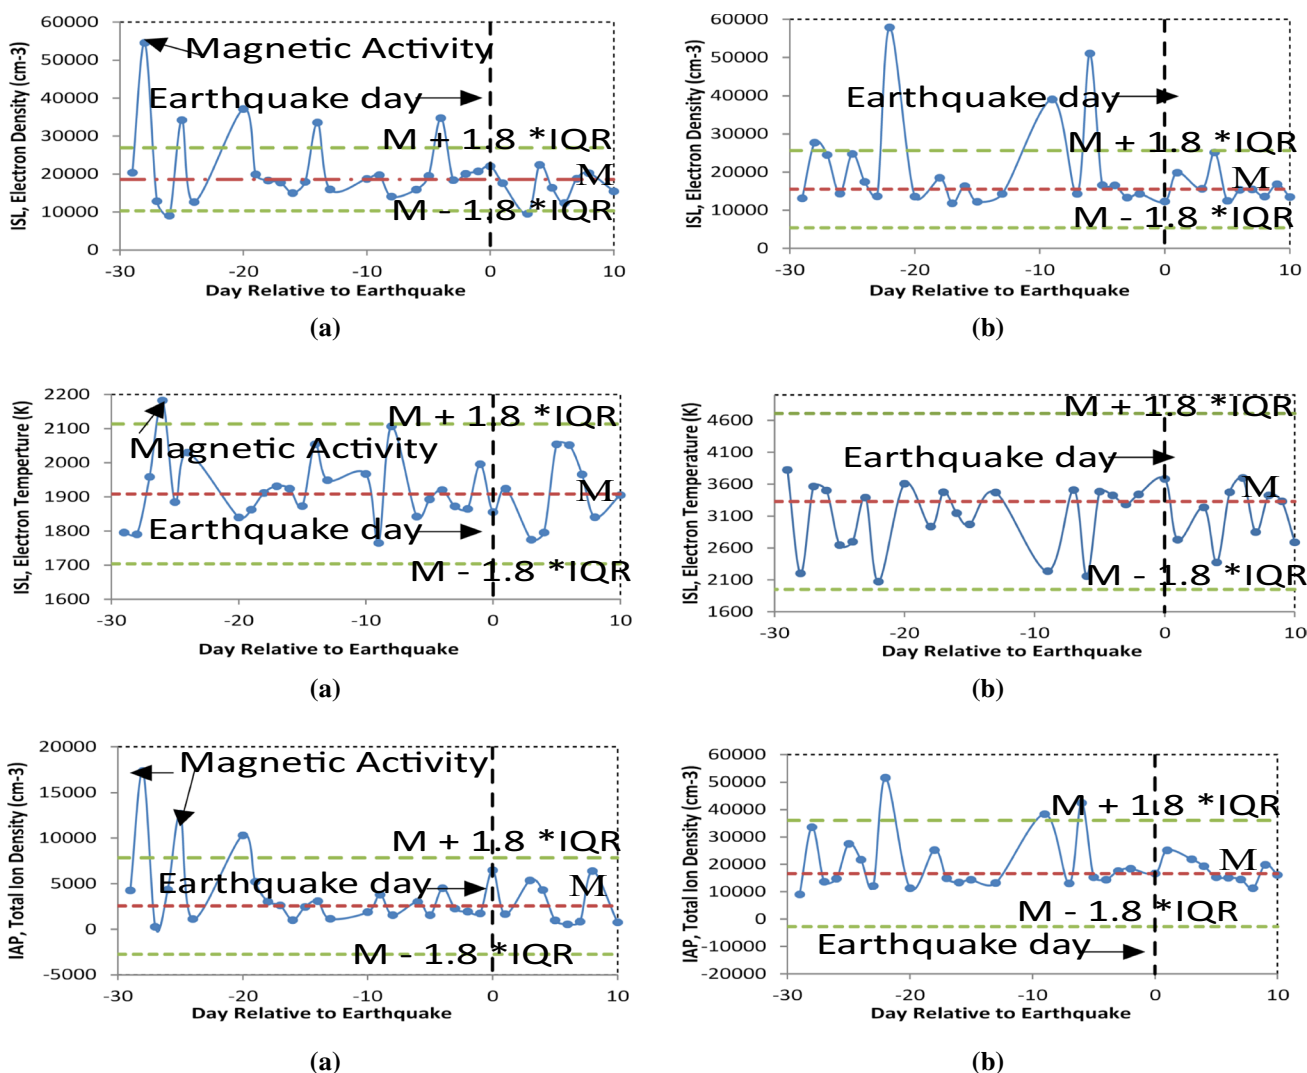 ISL, Electron Density (cm-3)
60000
50000
40000
30000
20000
10000
0
Magnetic Activity
Earthquake day
M + 1.8 *IQR
M
M - 1.8 *IQR
-30
-20
-10
0
10
Day Relative to Earthquake
(a)
ISL, Electron Density (cm-3)
60000
50000
40000
30000
20000
10000
0
Earthquake day
M + 1.8 *IQR
M
M - 1.8 *IQR
-30
-20
-10
0
10
Day Relative to Earthquake
(b)
ISL, Electron Temperture (K)
2200
2100
2000
1900
1800
1700
1600
M + 1.8 *IQR
Magnetic Activity
M
Earthquake day
M - 1.8 *IQR
-30
-20
-10
0
10
Day Relative to Earthquake
(a)
ISL, Electron Temperature (K)
4600
4100
3600
3100
2600
2100
1600
M + 1.8 *IQR
Earthquake day
M
M - 1.8 *IQR
-30
-20
-10
0
10
Day Relative to Earthquake
(b)
IAP, Total Ion Density (cm-3)
20000
15000
10000
5000
0
-5000
Magnetic Activity
M + 1.8 *IQR
Earthquake day
M
M - 1.8 *IQR
-30
-20
-10
0
10
Day Relative to Earthquake
(a)
IAP, Total Ion Density (cm-3)
60000
50000
40000
30000
20000
10000
0
-10000
-20000
M + 1.8 *IQR
M
M - 1.8 *IQR
Earthquake day
-30
-20
-10
0
10
Day Relative to Earthquake
(b)